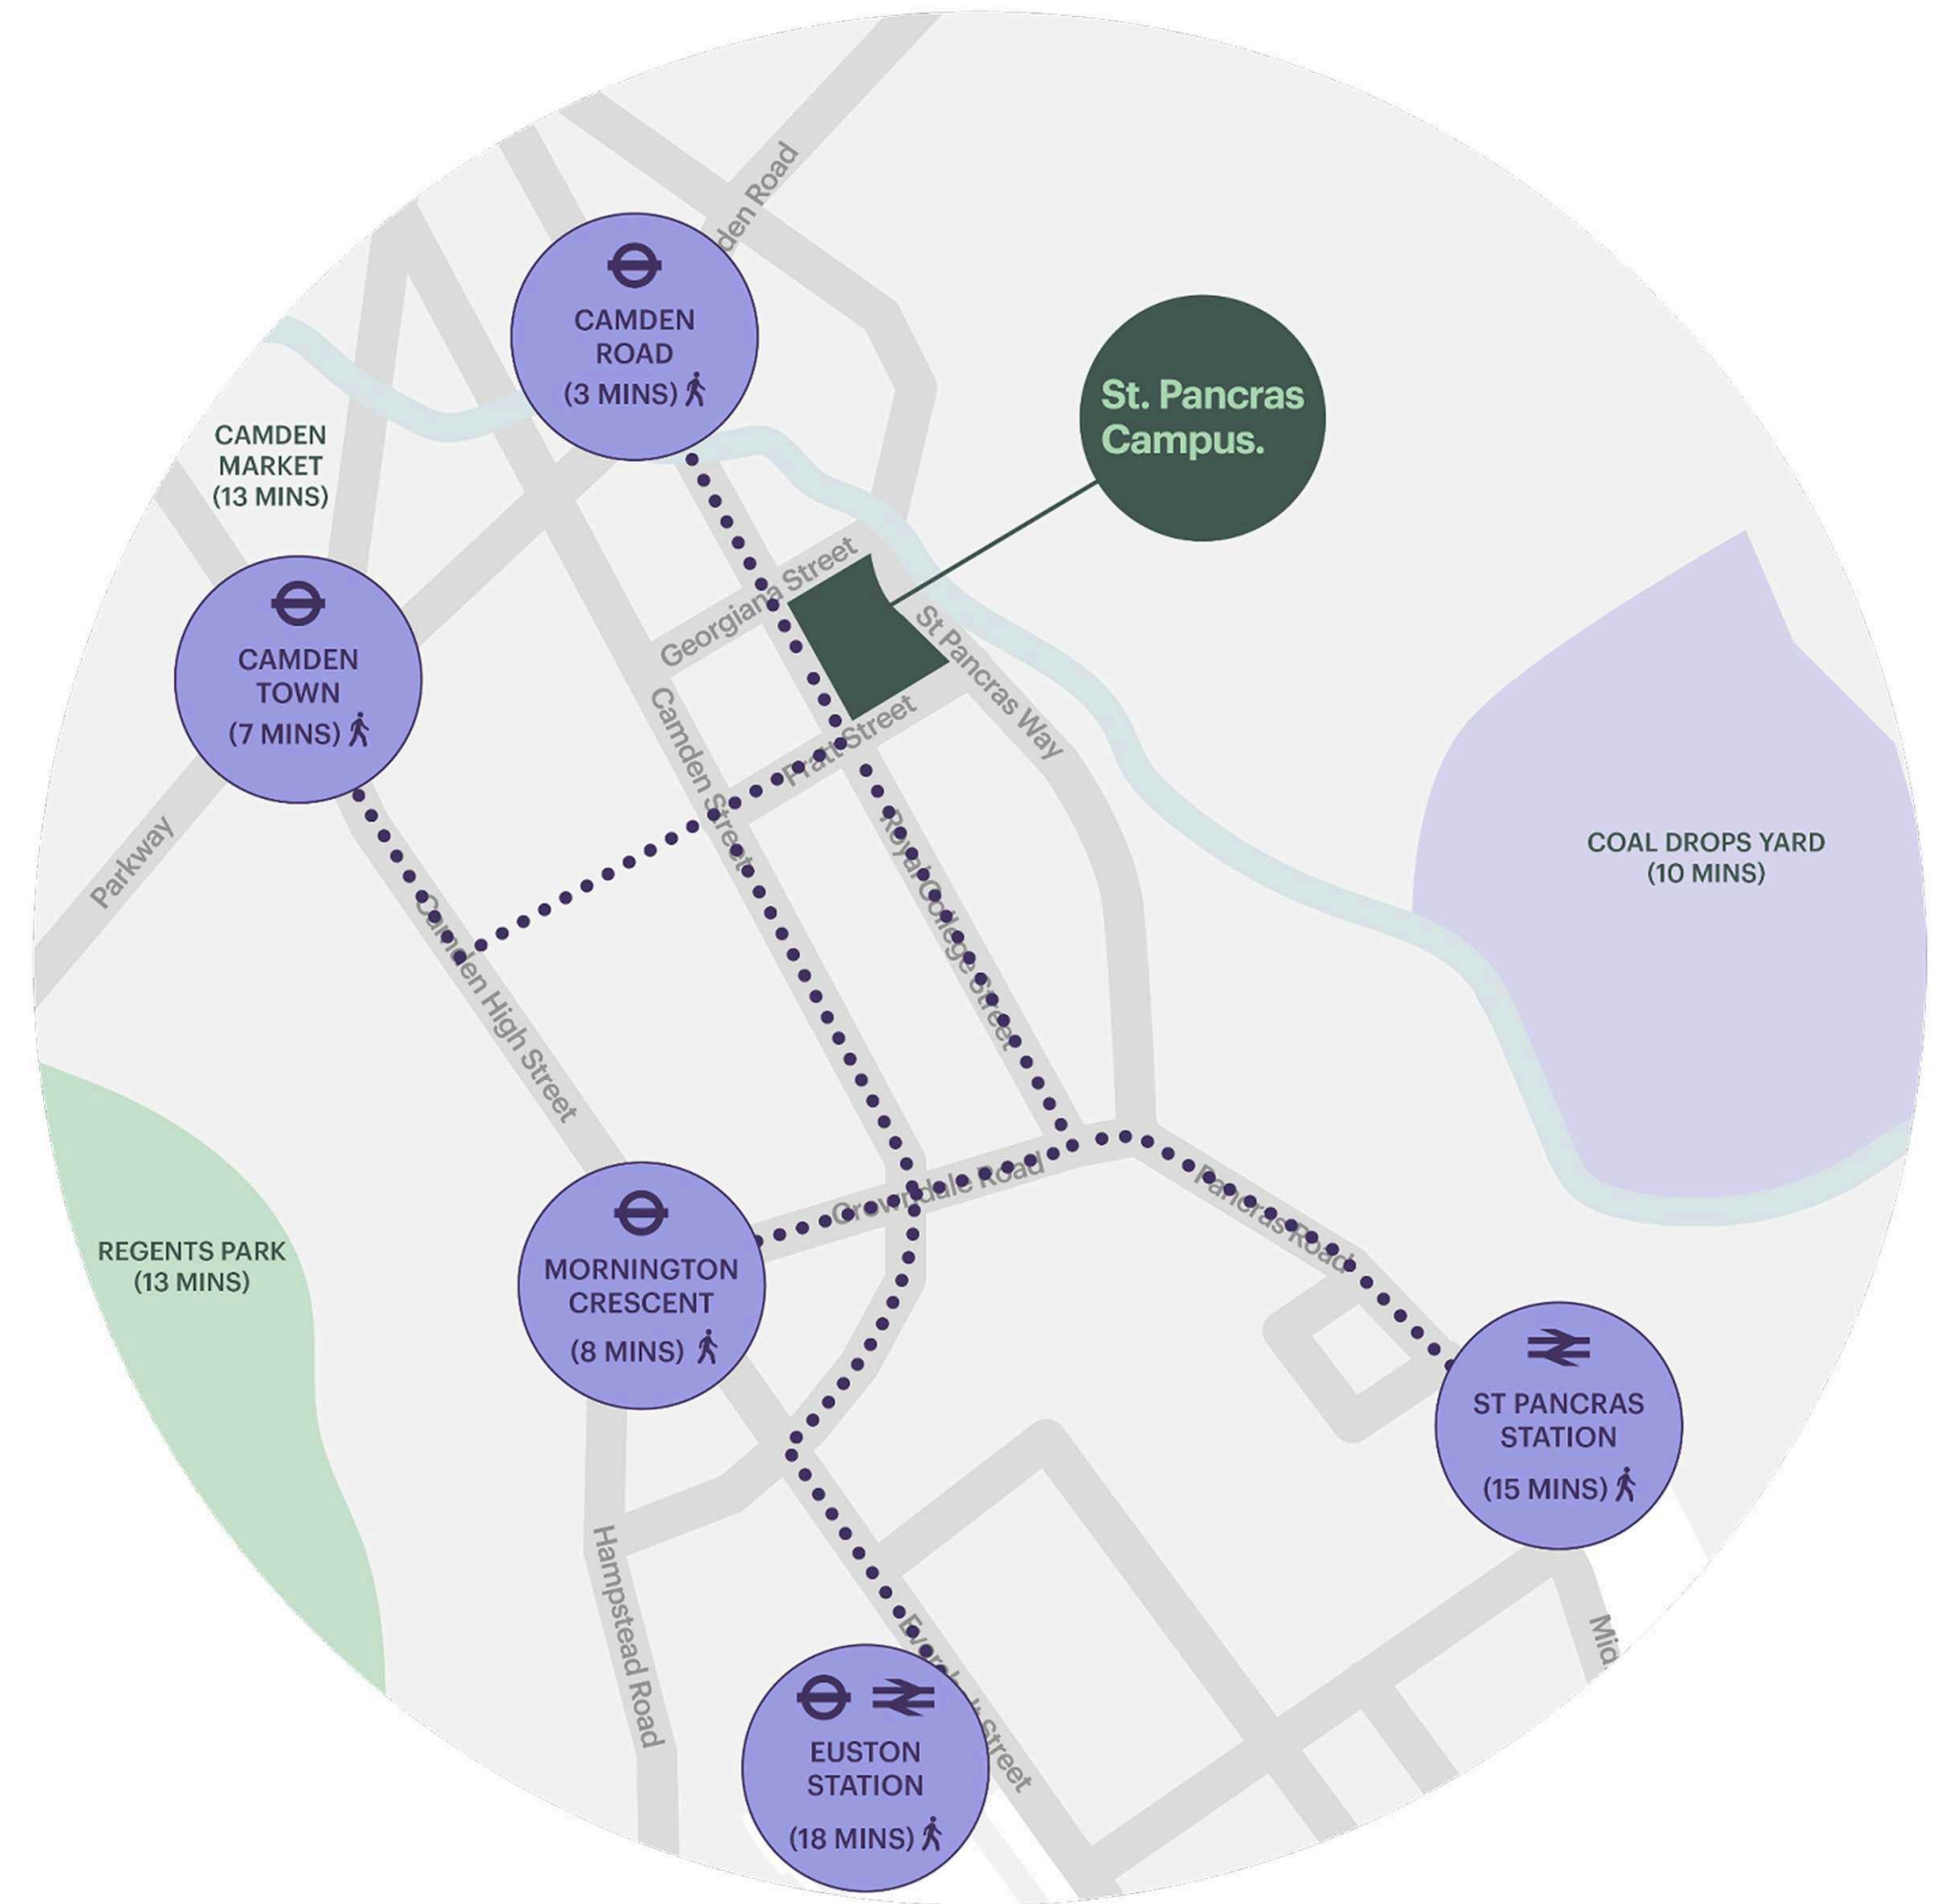 den Road
CAMDEN
ROAD
(3 MINS)
St. Pancras
Campus.
CAMDEN
MARKET
(13 MINS)
Georgiana Street
CAMDEN
TOWN
(7 MINS)
St Pancras Way
Camden Street
Pratt Street
Parkway
Royal College Street
COAL DROPS YARD
(10 MINS)
Camden High Street
Crowndale Road
Pancras Road
REGENTS PARK
(13 MINS)
MORNINGTON
CRESCENT
(8 MINS)
ST PANCRAS
STATION
(15 MINS)
Hampstead Road
Mid
Street
EUSTON
STATION
(18 MINS)